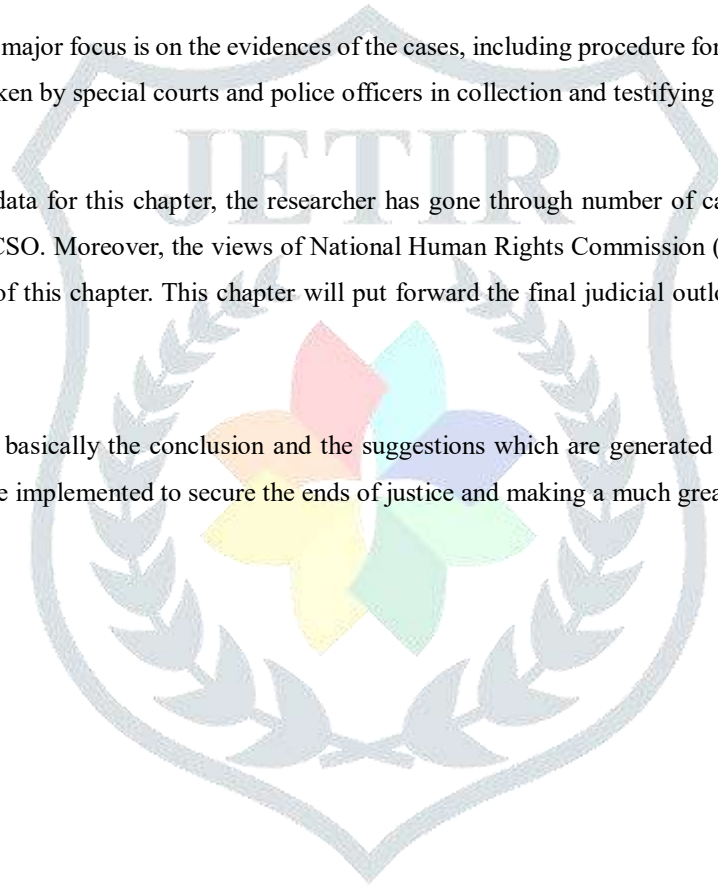 major focus is on the evidences of the cases, including procedure for
ken by special courts and police officers in collection and testifying
JETIR
data for this chapter, the researcher has gone through number of ca
CSO. Moreover, the views of National Human Rights Commission (
of this chapter. This chapter will put forward the final judicial outlo
basically the conclusion and the suggestions which are generated
e implemented to secure the ends of justice and making a much grea